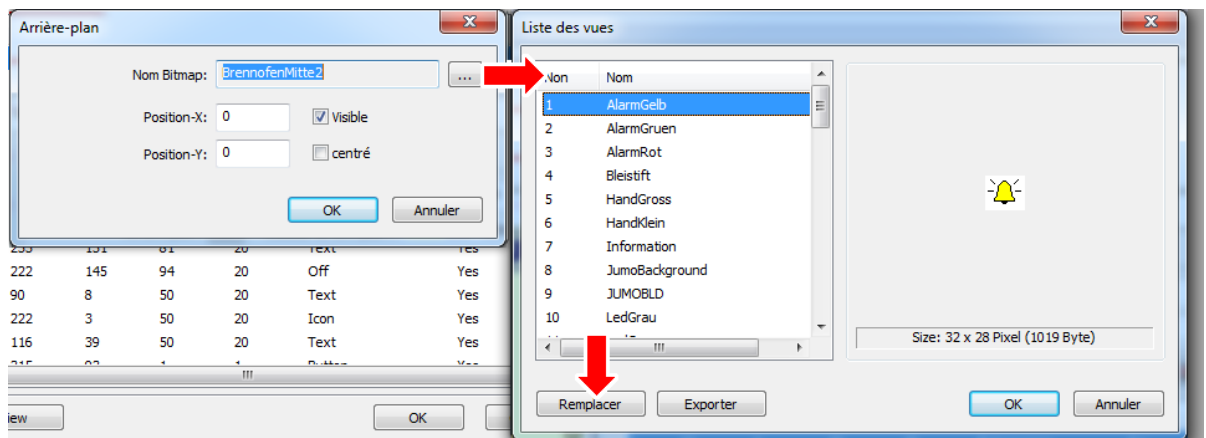 Arrière-plan
Nom Bitmap: BrennofenMitte2 ...
Position-X: 0 Visible
Position-Y: 0 centré
OK Annuler
222 145 94 20 Off Yes
90 8 50 20 Text Yes
222 3 50 20 Icon Yes
116 39 50 20 Text Yes
iew OK
Liste des vues
Non Nom
1 AlarmGelb
2 AlarmGruen
3 AlarmRot
4 Bleistift
5 HandGross
6 HandKlein
7 Information
8 JumoBackground
9 JUMOBLD
10 LedGrau
Size: 32 x 28 Pixel (1019 Byte)
Remplacer Exporter OK Annuler